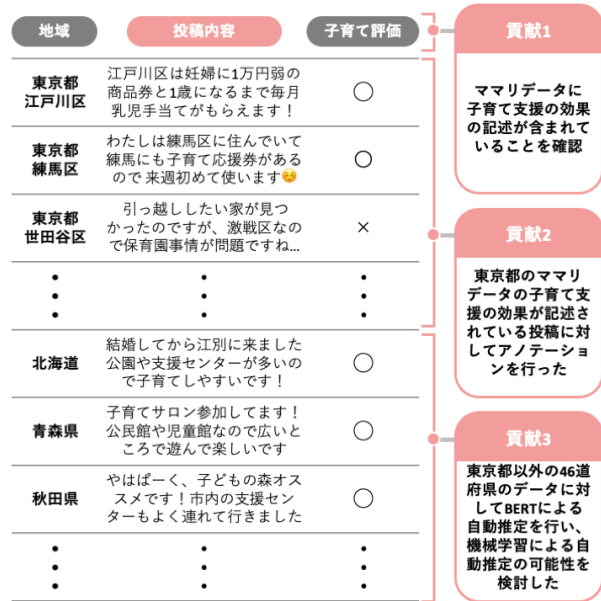 地域 投稿内容 子育て評価
東京都
江戸川区
江戸川区は妊婦に1万円弱の
商品券と1歳になるまで毎月
乳児手当てがもらえます！
〇
東京都
練馬区
わたしは練馬区に住んでいて
練馬にも子育て応援券がある
ので 来週初めて使います☺️
〇
東京都
世田谷区
引っ越ししたい家が見つ
かったのですが、激戦区なの
で保育園事情が問題ですね…
×
北海道
結婚してから江別に来ました
公園や支援センターが多いの
で子育てしやすいです！
〇
青森県
子育てサロン参加してます！
公民館や児童館なので広いと
ころで遊んで楽しいです
〇
秋田県
やはぱーく、子どもの森オス
スメです！市内の支援セン
ターもよく連れて行きました
〇
貢献1
ママリデータに
子育て支援の効果
の記述が含まれて
いることを確認
貢献2
東京都のママリ
データの子育て支
援の効果が記述さ
れている投稿に対
してアノテーショ
ンを行った
貢献3
東京都以外の46道
府県のデータに対
してBERTによる
自動推定を行い、
機械学習による自
動推定の可能性を
検討した